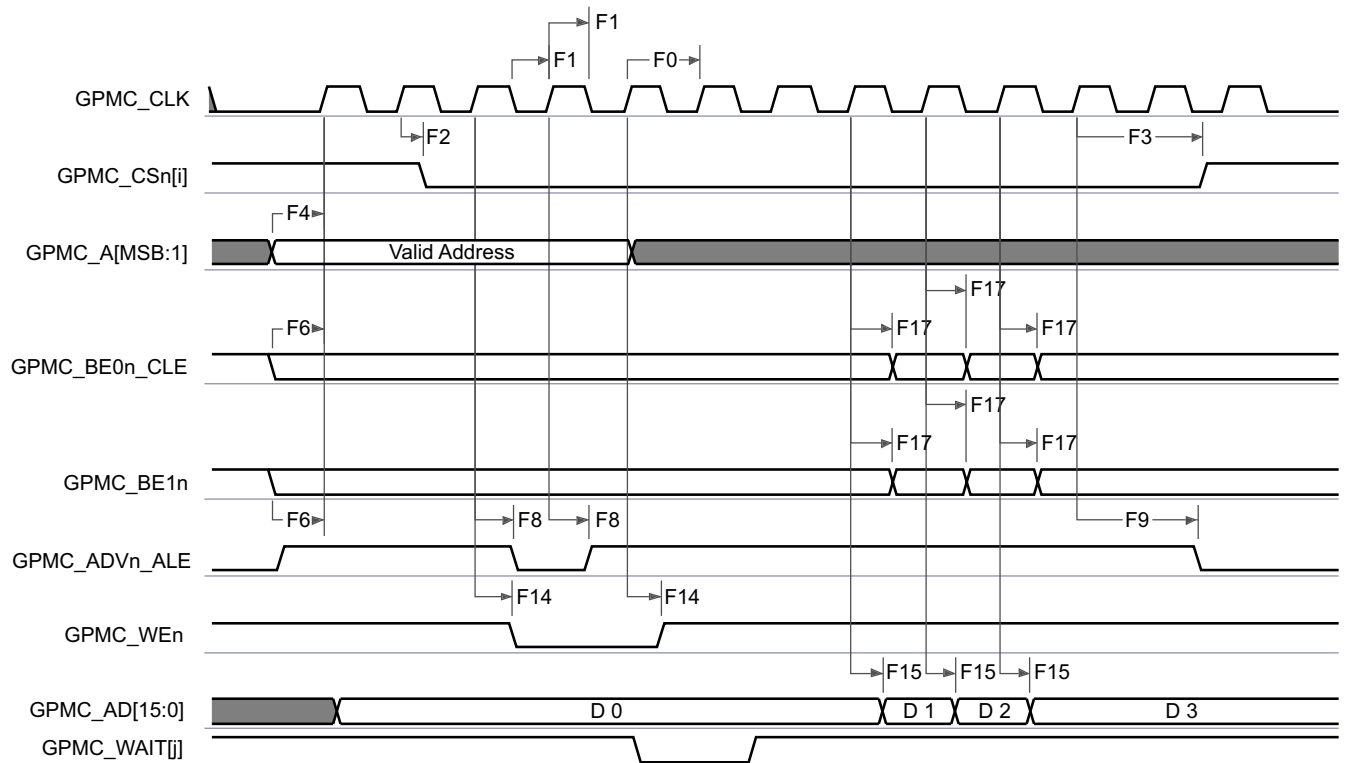 F1
F1 F0
GPMC_CLK
F2 F3
GPMC_CSn[i]
F4
GPMC_A[MSB:1] Valid Address
F17
F6 F17 F17
GPMC_BE0n_CLE
F17
F17 F17
GPMC_BE1n
F6 F8 F8 F9
GPMC_ADVn_ALE
F14 F14
GPMC_WEn
F15 F15 F15
GPMC_AD[15:0] D 0 D 1 D 2 D 3
GPMC_WAIT[j]